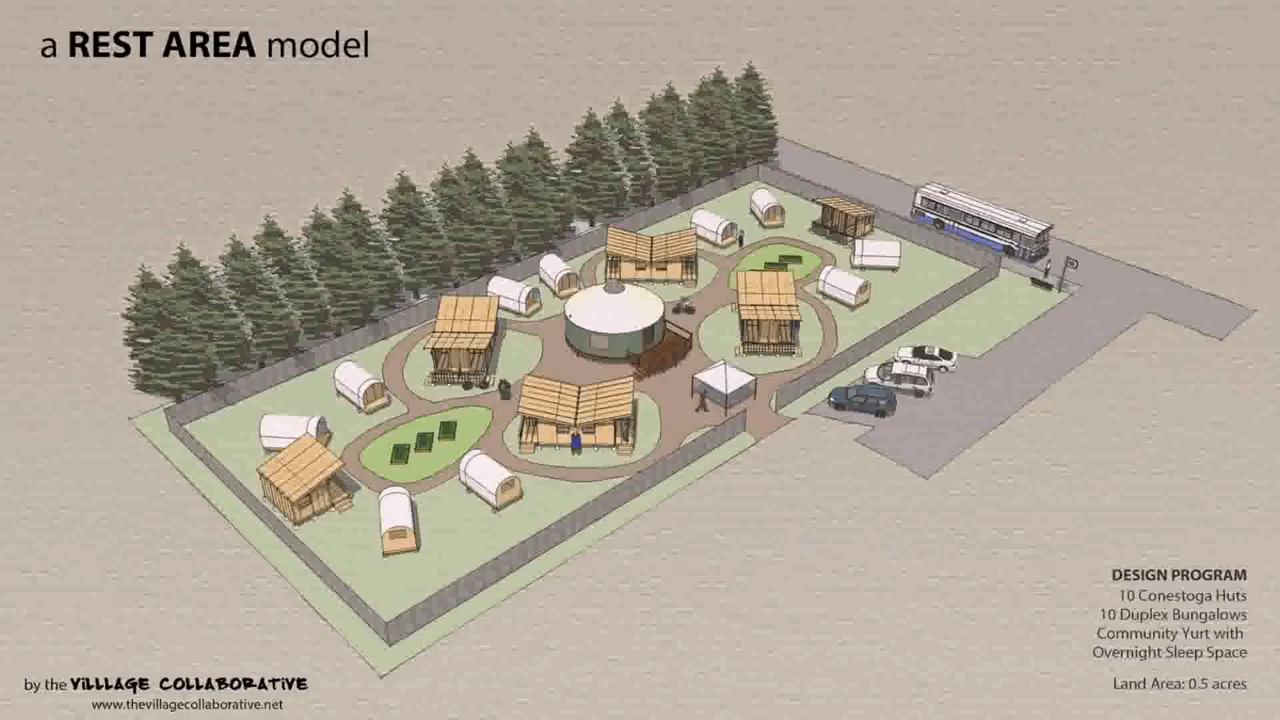 a REST AREA model
DESIGN PROGRAM
10 Conestoga Huts
10 Duplex Bungalows
Community Yurt with
Overnight Sleep Space
Land Area: 0.5 acres
by the VILLLAGE COLLABORATIVE
www.thevillagecollaborative.net